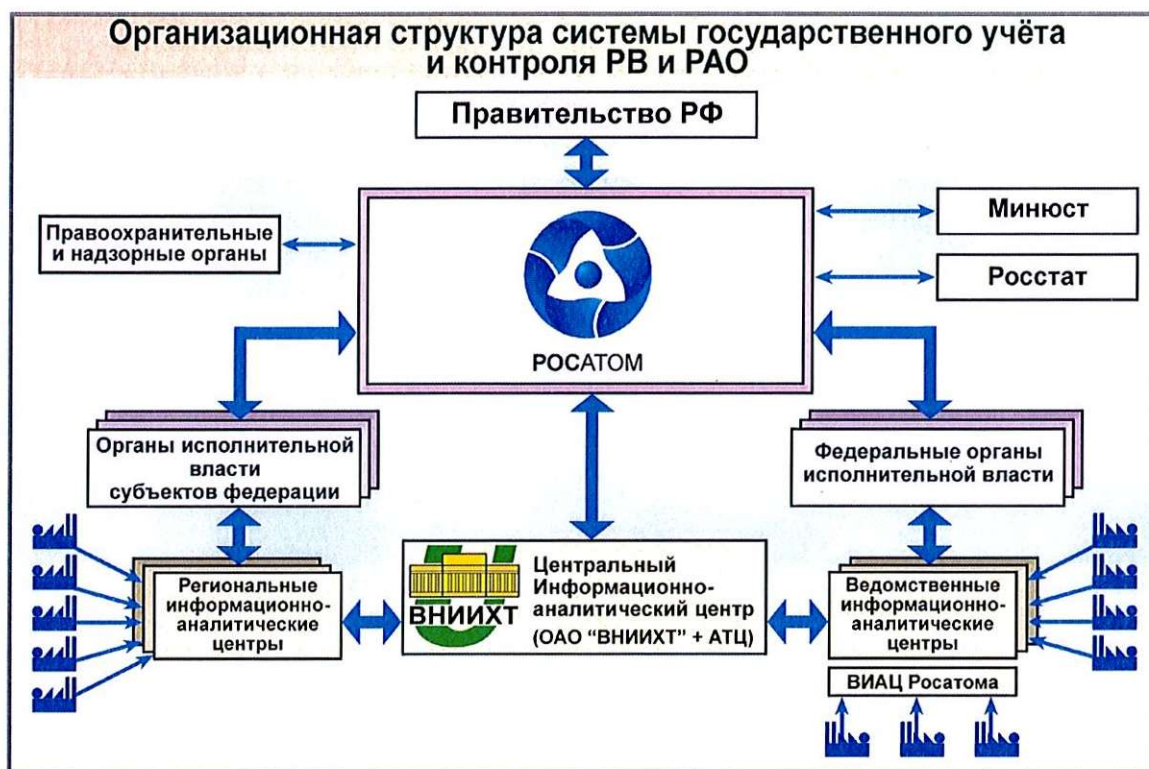 Организационная структура системы государственного учёта
и контроля РВ и РАО
Правительство РФ
Правоохранительные
и надзорные органы
Минюст
Росстат
РОСАТОМ
Органы исполнительной
власти
субъектов федерации
Федеральные органы
исполнительной власти
Региональные
информационно-
аналитические
центры
ВНИИХТ
Центральный
Информационно-
аналитический центр
(ОАО “ВНИИХТ” + АТЦ)
Ведомственные
информационно-
аналитические
центры
ВИАЦ Росатома